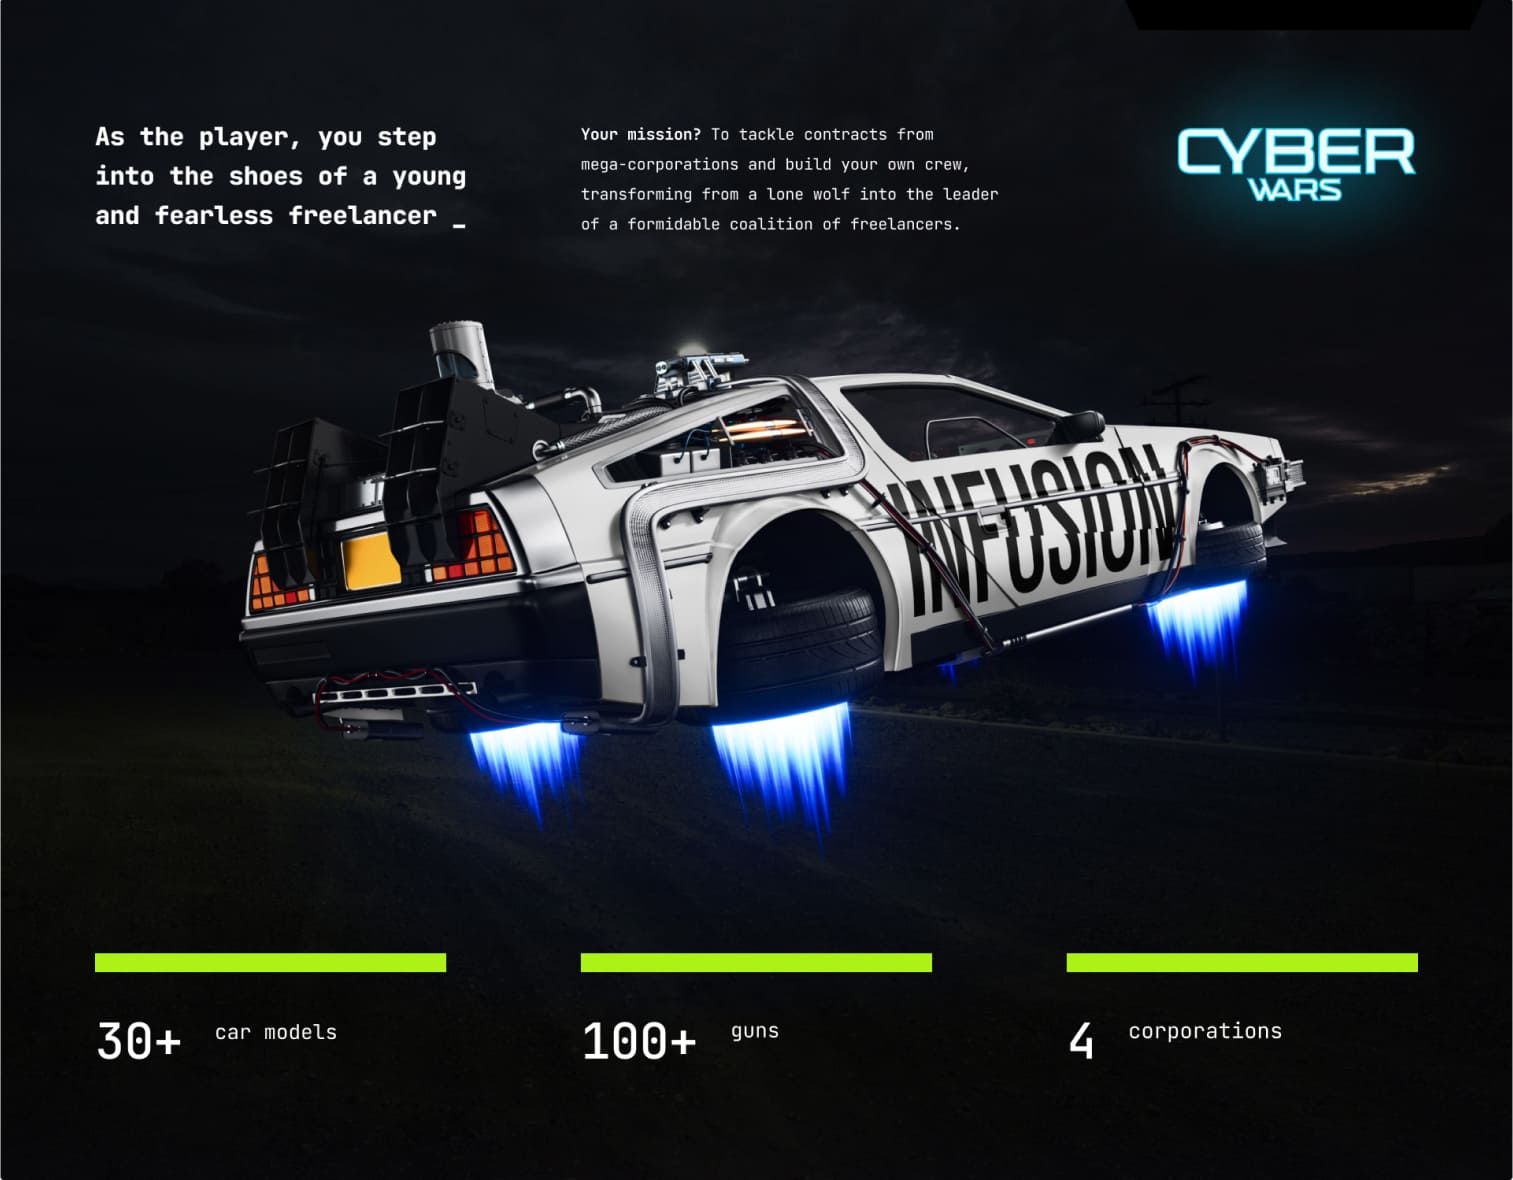 As the player, you step
into the shoes of a young
and fearless freelancer _
Your mission? To tackle contracts from
mega-corporations and build your own crew,
transforming from a lone wolf into the leader
of a formidable coalition of freelancers.
CYBER
WARS
INFUSION
30+ car models
100+ guns
4 corporations